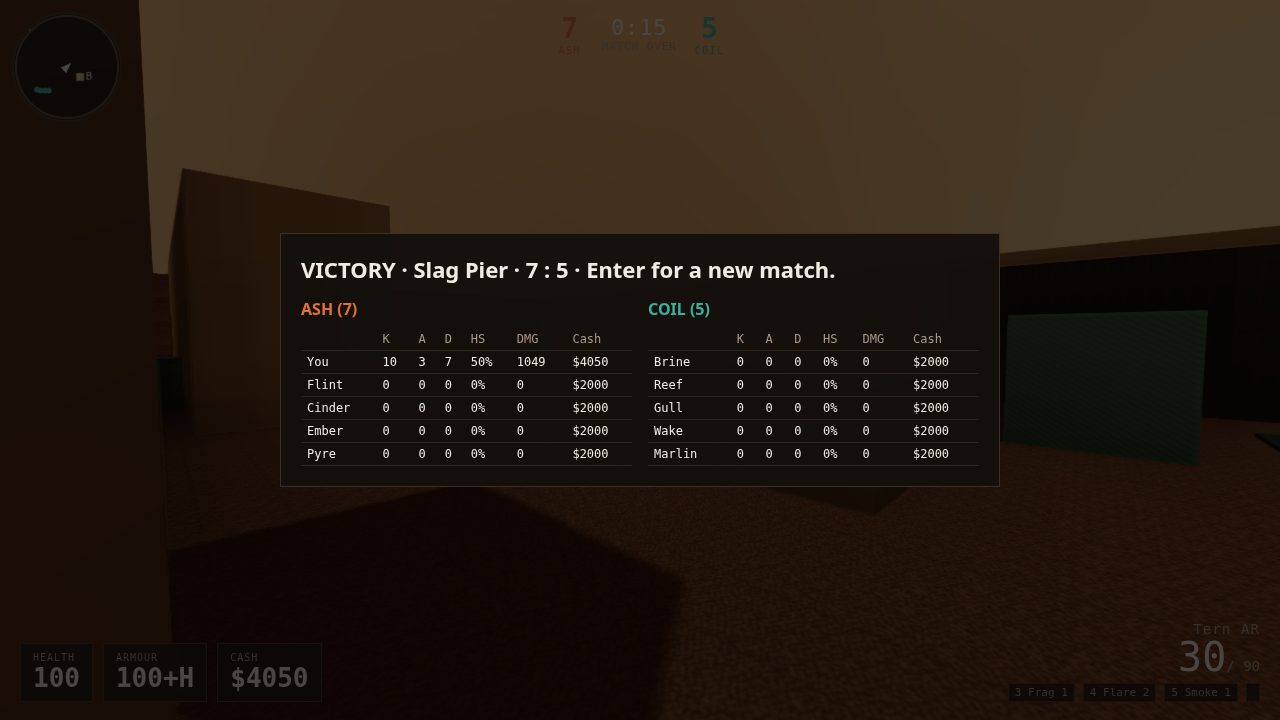 7 0:15 5
ASH MATCH OVER COIL
B
VICTORY · Slag Pier · 7 : 5 · Enter for a new match.
ASH (7)
K A D HS DMG Cash
You 10 3 7 50% 1049 $4050
Flint 0 0 0 0% 0 $2000
Cinder 0 0 0 0% 0 $2000
Ember 0 0 0 0% 0 $2000
Pyre 0 0 0 0% 0 $2000
COIL (5)
K A D HS DMG Cash
Brine 0 0 0 0% 0 $2000
Reef 0 0 0 0% 0 $2000
Gull 0 0 0 0% 0 $2000
Wake 0 0 0 0% 0 $2000
Marlin 0 0 0 0% 0 $2000
HEALTH
100
ARMOUR
100+H
CASH
$4050
Tern AR
30 / 90
3 Frag 1 4 Flare 2 5 Smoke 1